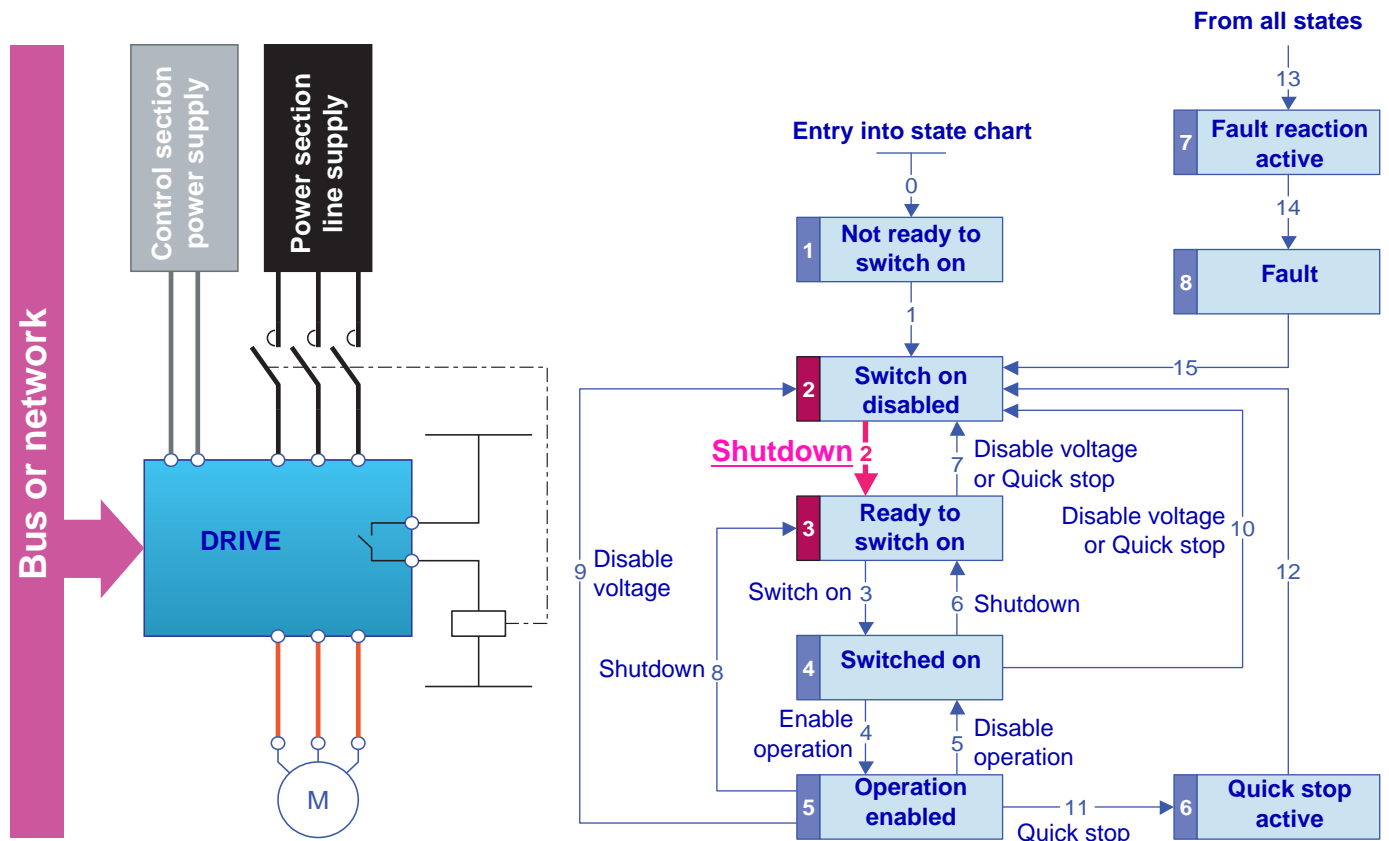 Bus or network
Control section
power supply
Power section
line supply
DRIVE
M
From all states
13
7
Fault reaction
active
14
8
Fault
15
Entry into state chart
0
1
Not ready to
switch on
1
2
Switch on
disabled
Shutdown 2
7
Disable voltage
or Quick stop
3
Ready to
switch on
Disable voltage
or Quick stop
10
9
Disable
voltage
12
Switch on 3
6 Shutdown
4
Switched on
Shutdown 8
Enable
operation
4
5
Disable
operation
5
Operation
enabled
11
Quick stop
6
Quick stop
active